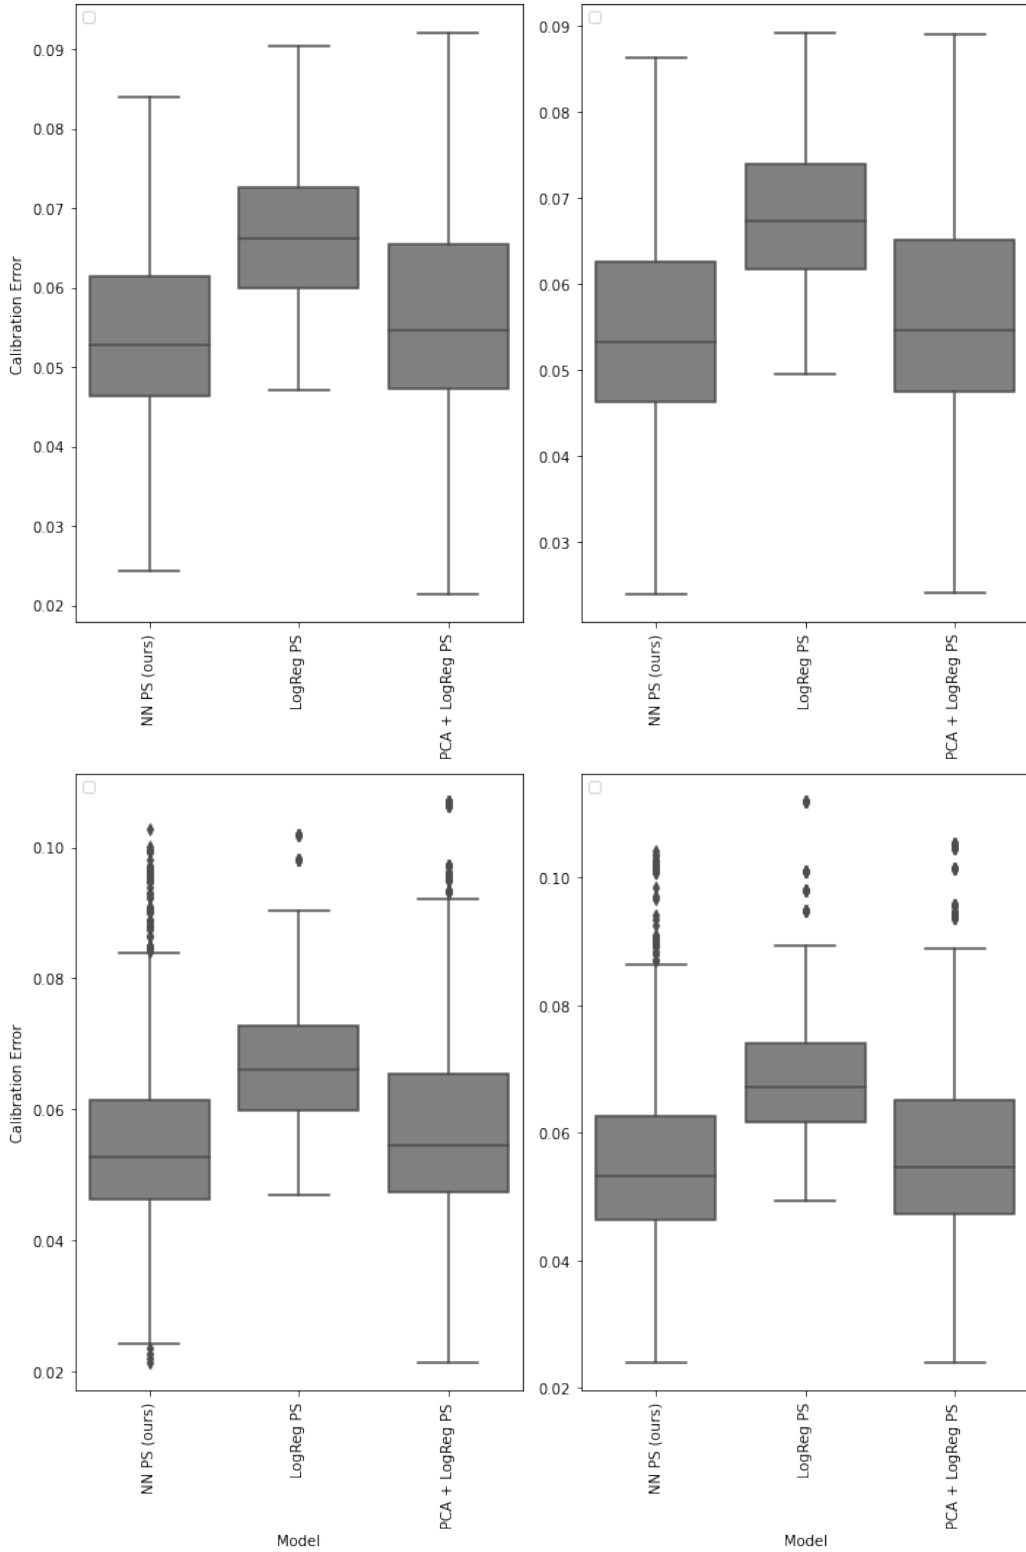 0.09
0.08
0.07
0.06
0.05
0.04
0.03
0.02
Calibration Error
NN PS (ours)
LogReg PS
PCA + LogReg PS
0.09
0.08
0.07
0.06
0.05
0.04
0.03
NN PS (ours)
LogReg PS
PCA + LogReg PS
0.10
0.08
0.06
0.04
0.02
Calibration Error
NN PS (ours)
LogReg PS
PCA + LogReg PS
Model
0.10
0.08
0.06
0.04
0.02
NN PS (ours)
LogReg PS
PCA + LogReg PS
Model